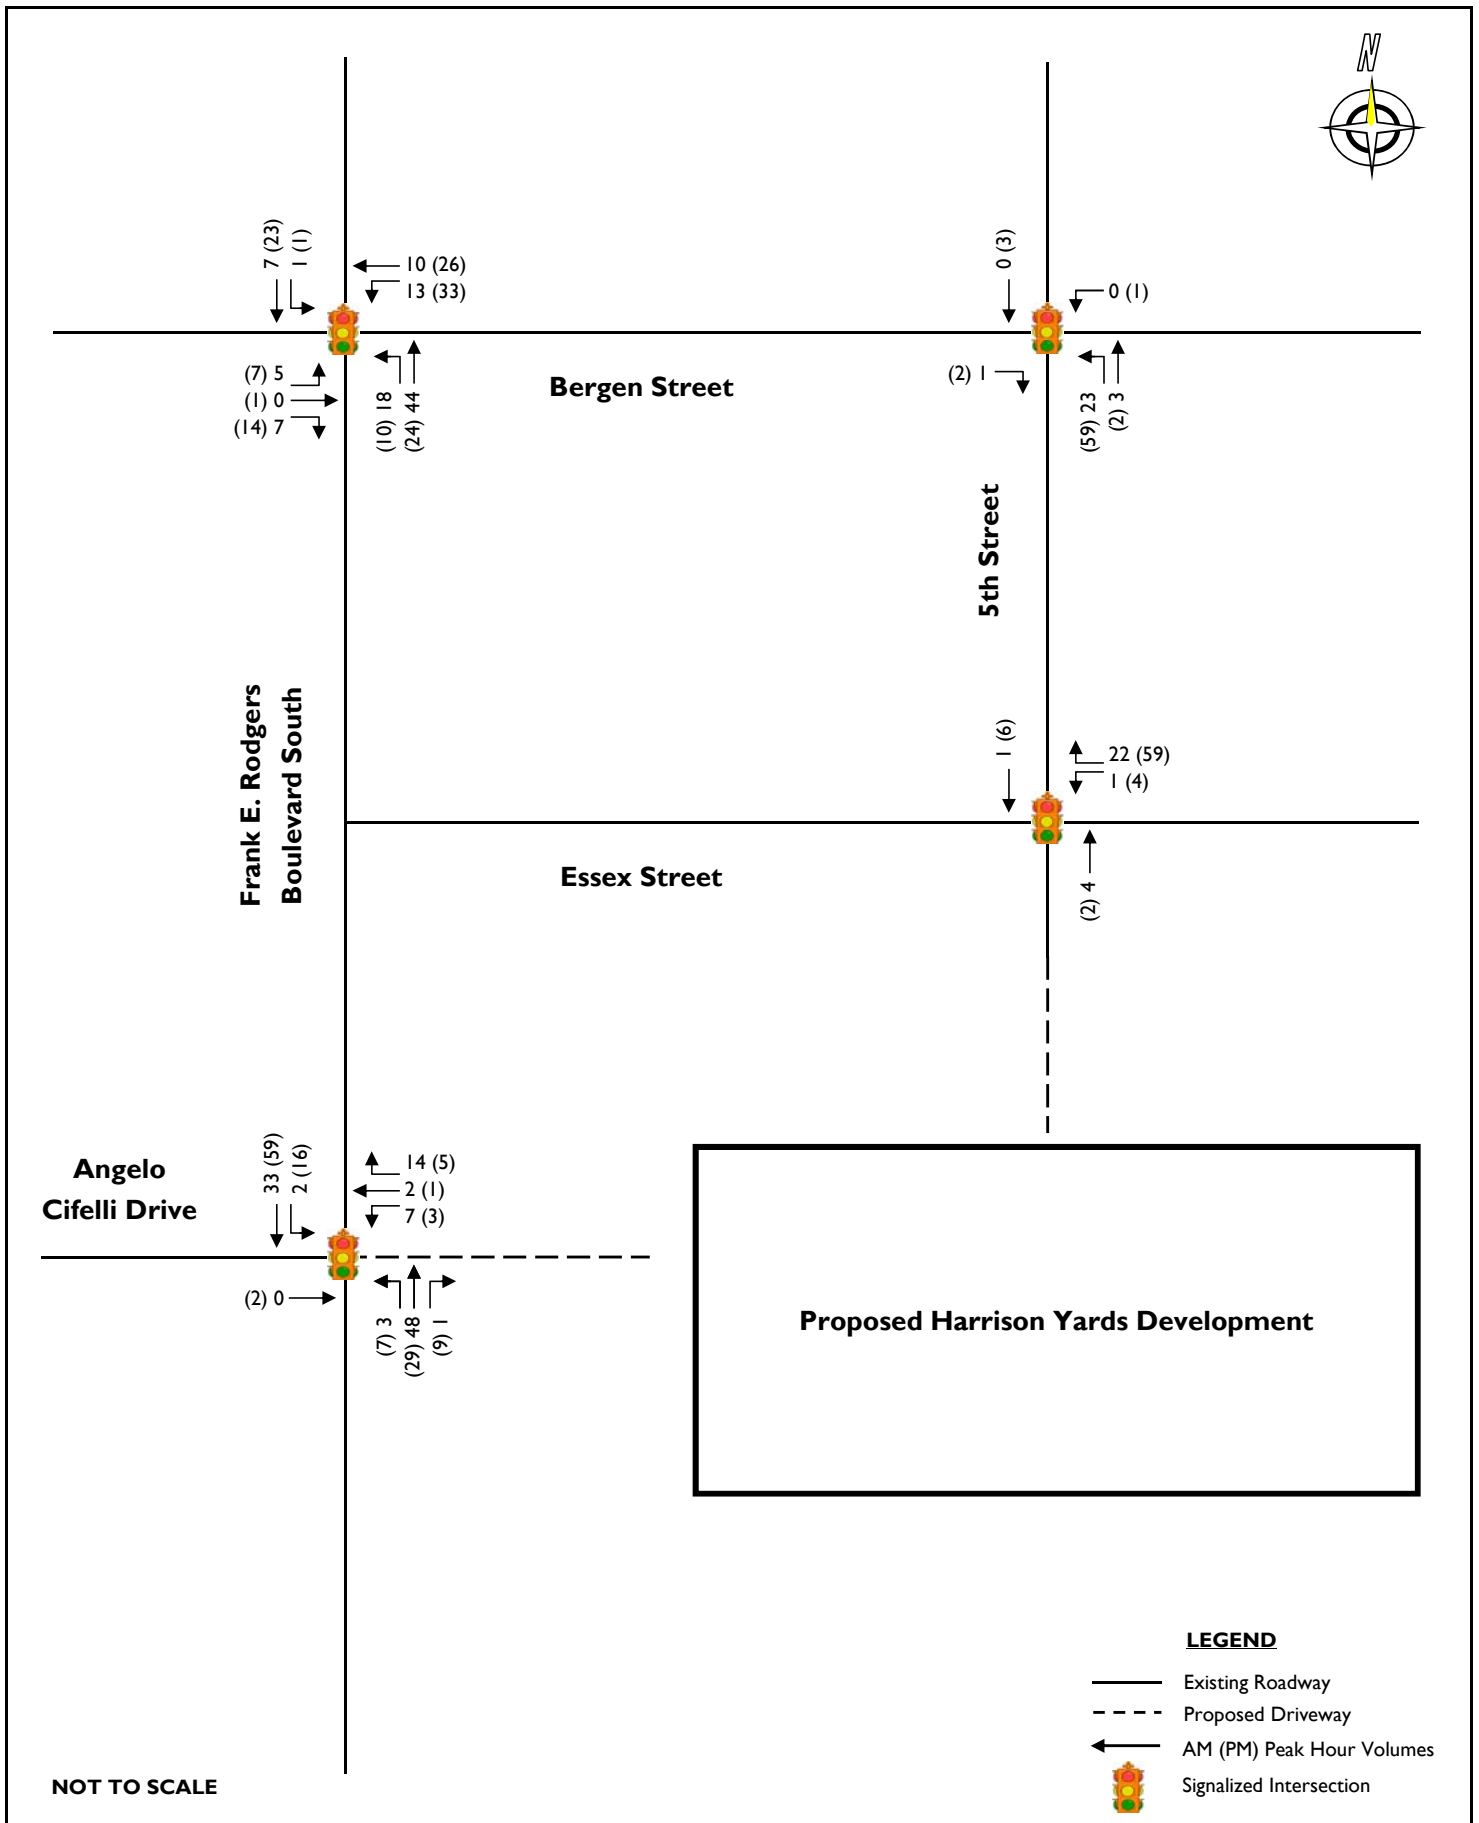 N
7 (23)
1 (1)
10 (26)
13 (33)
(7) 5
(1) 0
(14) 7
(10) 18
(24) 44
Bergen Street
0 (3)
0 (1)
(2) 1
(59) 23
(2) 3
5th Street
Frank E. Rodgers
Boulevard South
1 (6)
22 (59)
1 (4)
(2) 4
Essex Street
Angelo
Cifelli Drive
33 (59)
2 (16)
14 (5)
2 (1)
7 (3)
(2) 0
(7) 3
(29) 48
(9) 1
Proposed Harrison Yards Development
LEGEND
Existing Roadway
Proposed Driveway
AM (PM) Peak Hour Volumes
Signalized Intersection
NOT TO SCALE